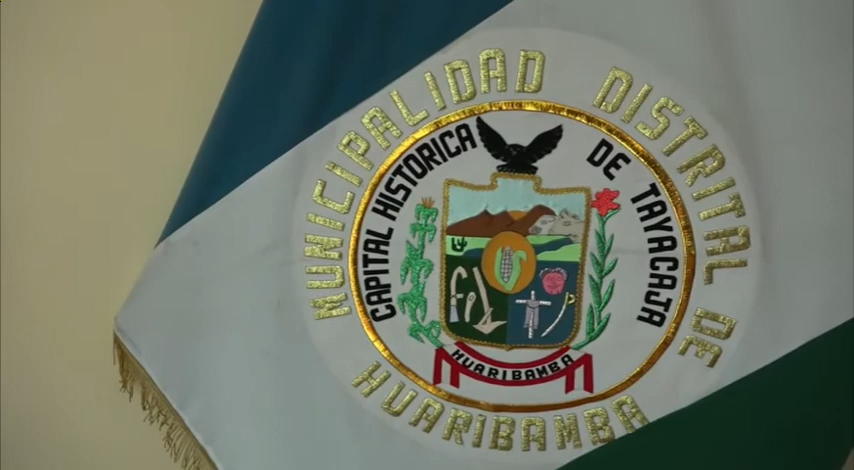 MUNICIPALIDAD DISTRITAL DE
HUARIBAMBA
CAPITAL HISTORICA DE TAYACAJA
HUARIBAMBA